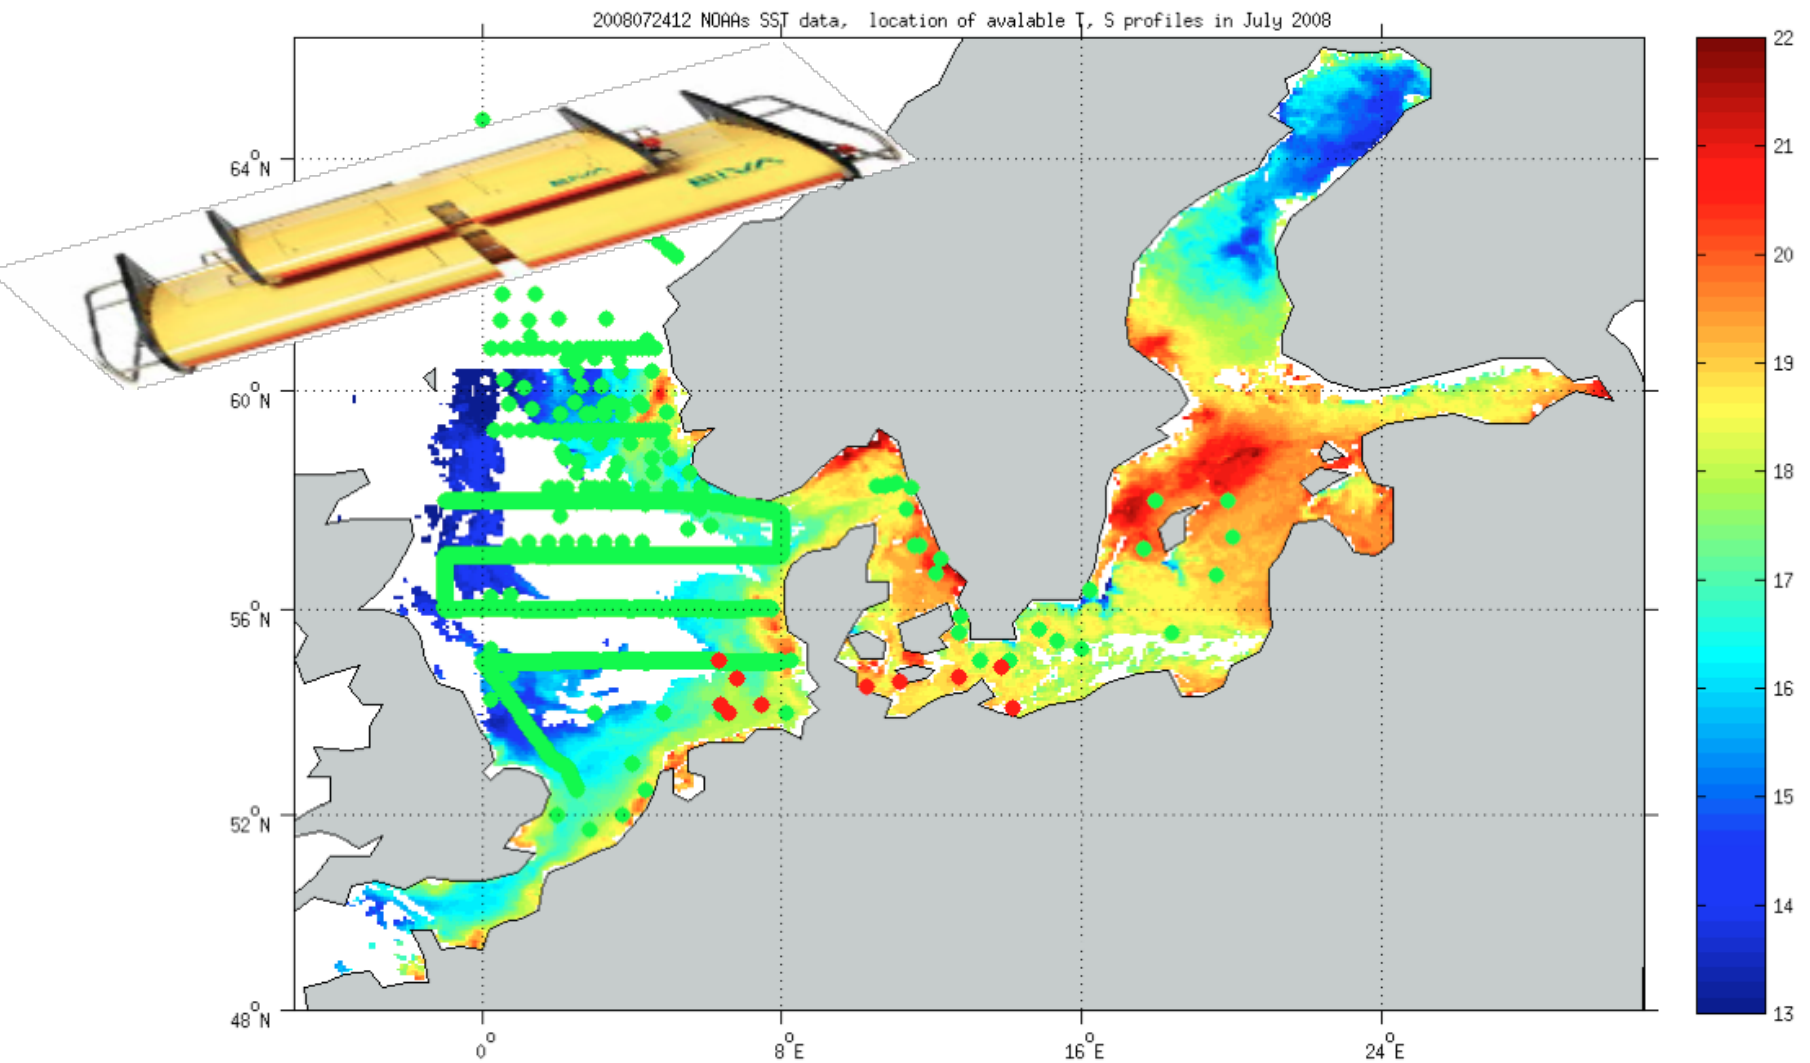 2008072412 NOAAs SST data, location of avalable T, S profiles in July 2008
22
21
20
19
18
17
16
15
14
13
64°N
60°N
56°N
52°N
48°N
0°
8°E
16°E
24°E